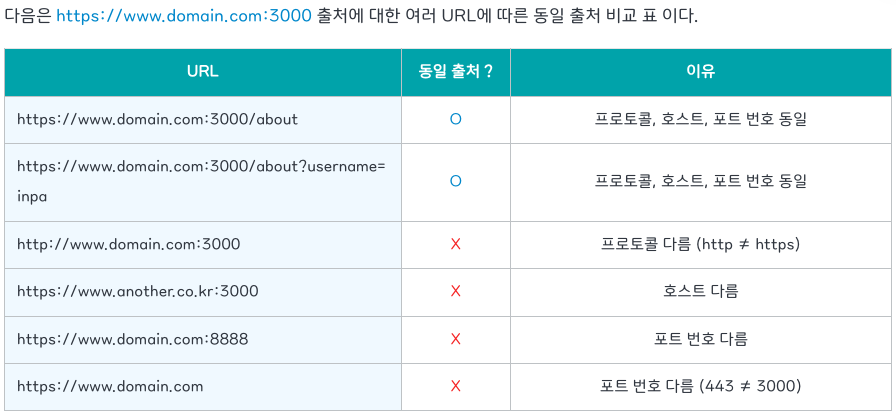 다음은 https://www.domain.com:3000 출처에 대한 여러 URL에 따른 동일 출처 비교 표 이다.
URL 동일 출처 ? 이유
https://www.domain.com:3000/about O 프로토콜, 호스트, 포트 번호 동일
https://www.domain.com:3000/about?username=
inpa O 프로토콜, 호스트, 포트 번호 동일
http://www.domain.com:3000 X 프로토콜 다름 (http ≠ https)
https://www.another.co.kr:3000 X 호스트 다름
https://www.domain.com:8888 X 포트 번호 다름
https://www.domain.com X 포트 번호 다름 (443 ≠ 3000)